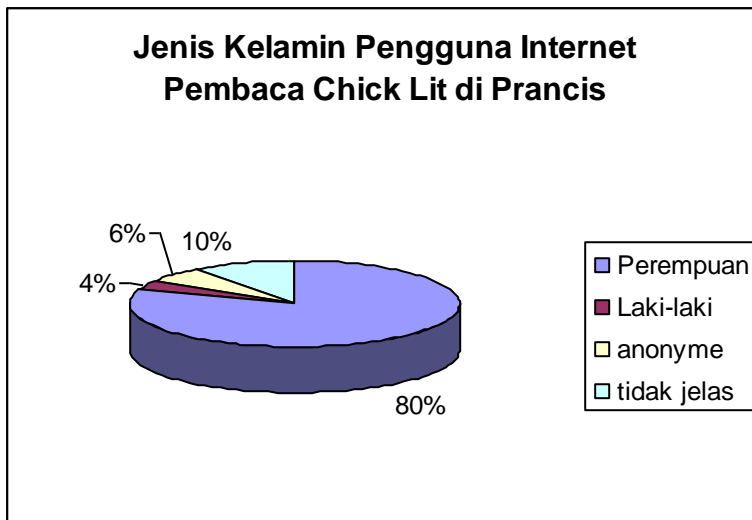 Jenis Kelamin Pengguna Internet
Pembaca Chick Lit di Prancis
6%
10%
4%
80%
Perempuan
Laki-laki
anonyme
tidak jelas